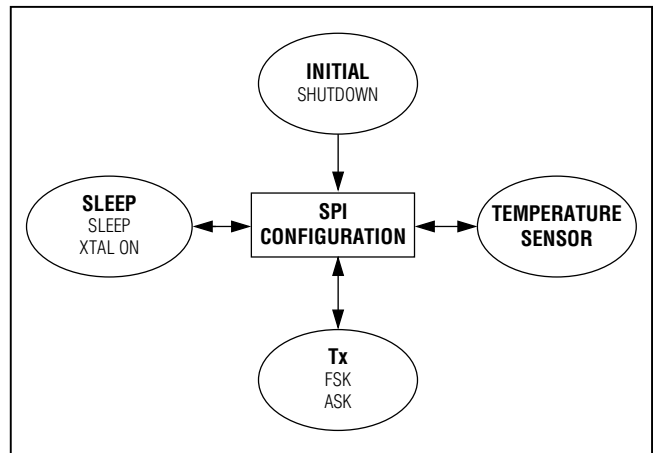 INITIAL
SHUTDOWN
SLEEP
SLEEP
XTAL ON
SPI
CONFIGURATION
TEMPERATURE
SENSOR
Tx
FSK
ASK